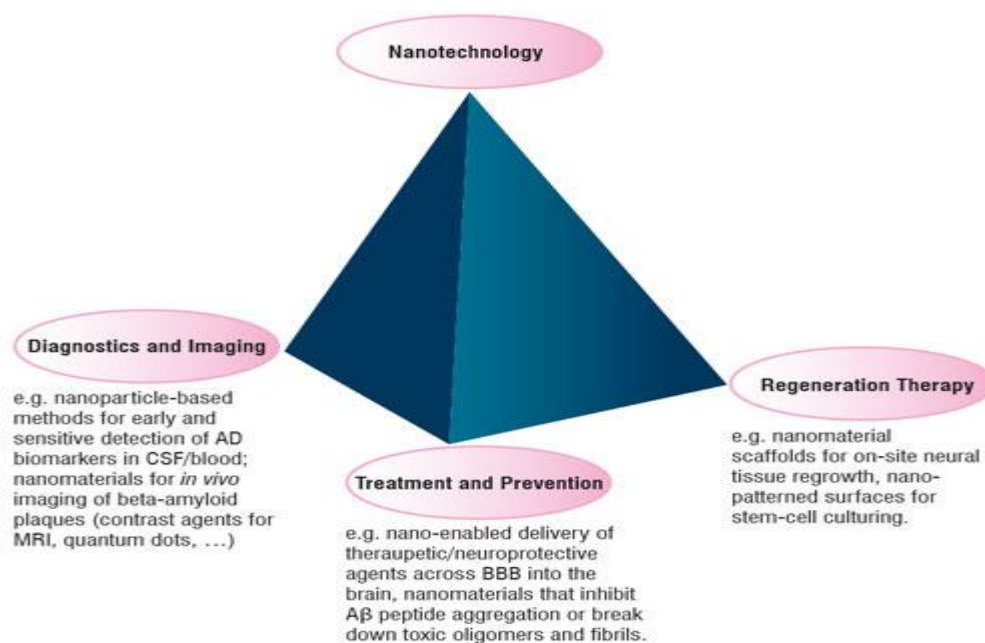 Nanotechnology
Diagnostics and Imaging
e.g. nanoparticle-based
methods for early and
sensitive detection of AD
biomarkers in CSF/blood;
nanomaterials for in vivo
imaging of beta-amyloid
plaques (contrast agents for
MRI, quantum dots, ...)
Treatment and Prevention
e.g. nano-enabled delivery of
theraupetic/neuroprotective
agents across BBB into the
brain, nanomaterials that inhibit
Aβ peptide aggregation or break
down toxic oligomers and fibrils.
Regeneration Therapy
e.g. nanomaterial
scaffolds for on-site neural
tissue regrowth, nano-
patterned surfaces for
stem-cell culturing.